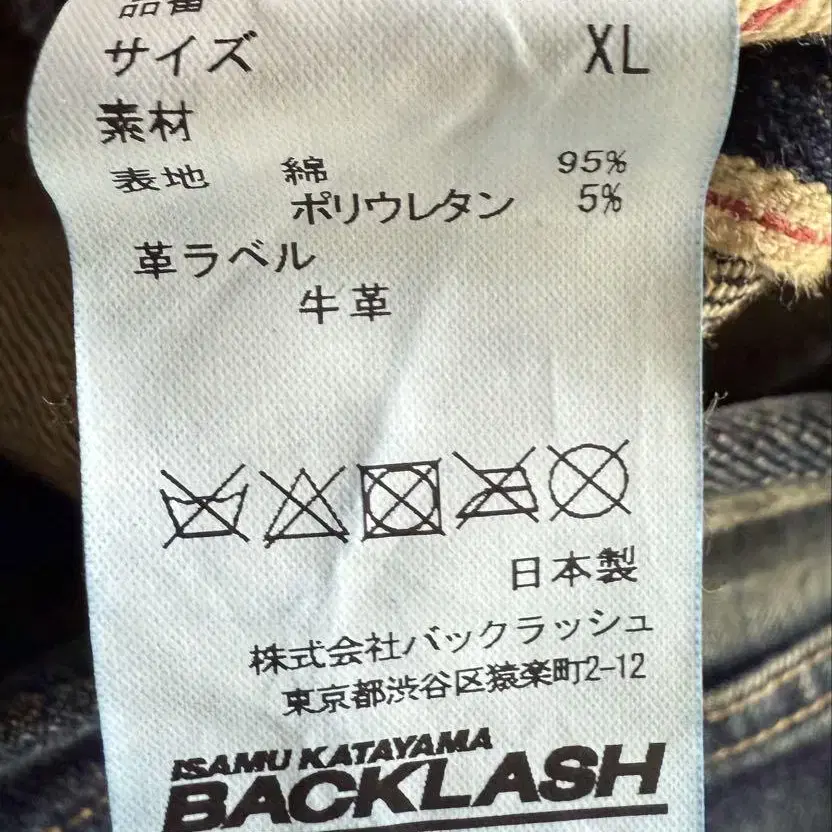 品番
サイズ XL
素材
表地 綿 95%
ポリウレタン 5%
革ラベル
牛革
日本製
株式会社バックラッシュ
東京都渋谷区猿楽町2-12
ISAMU KATAYAMA
BACKLASH